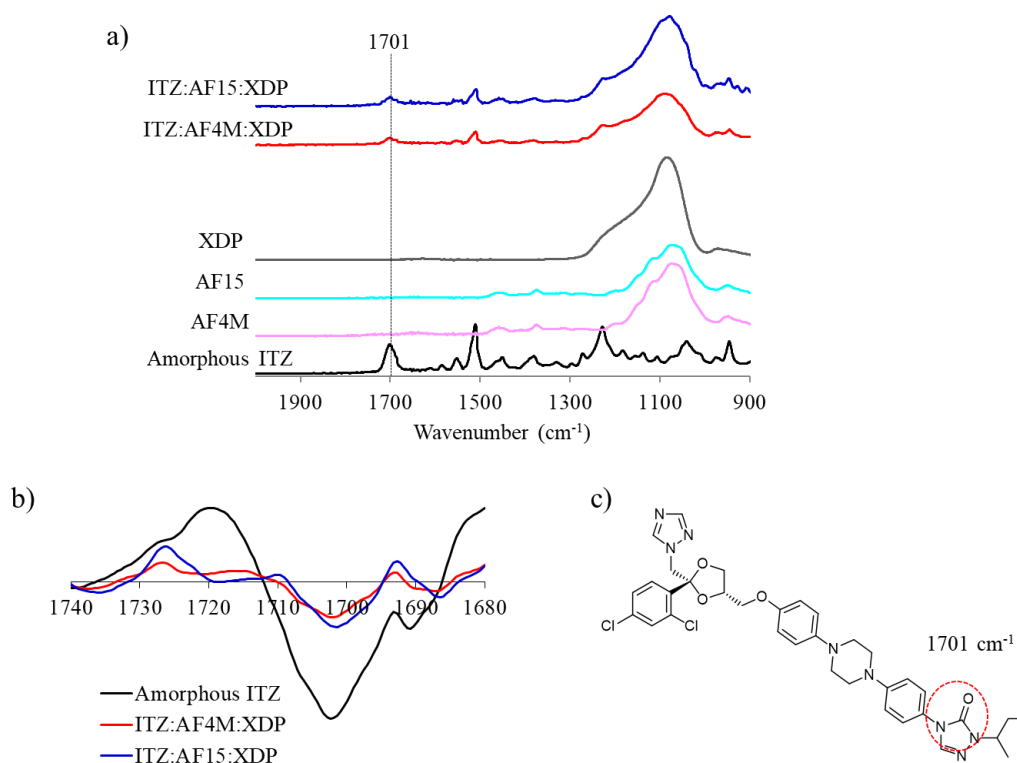 a)
1701
ITZ:AF15:XDP
ITZ:AF4M:XDP
XDP
AF15
AF4M
Amorphous ITZ
1900 1700 1500 1300 1100 900
Wavenumber (cm⁻¹)
b)
1740 1730 1720 1710 1700 1690 1680
Amorphous ITZ
ITZ:AF4M:XDP
ITZ:AF15:XDP
c)
N
N
N
O
O
O
Cl
Cl
N
N
1701 cm⁻¹
O
N
N
N